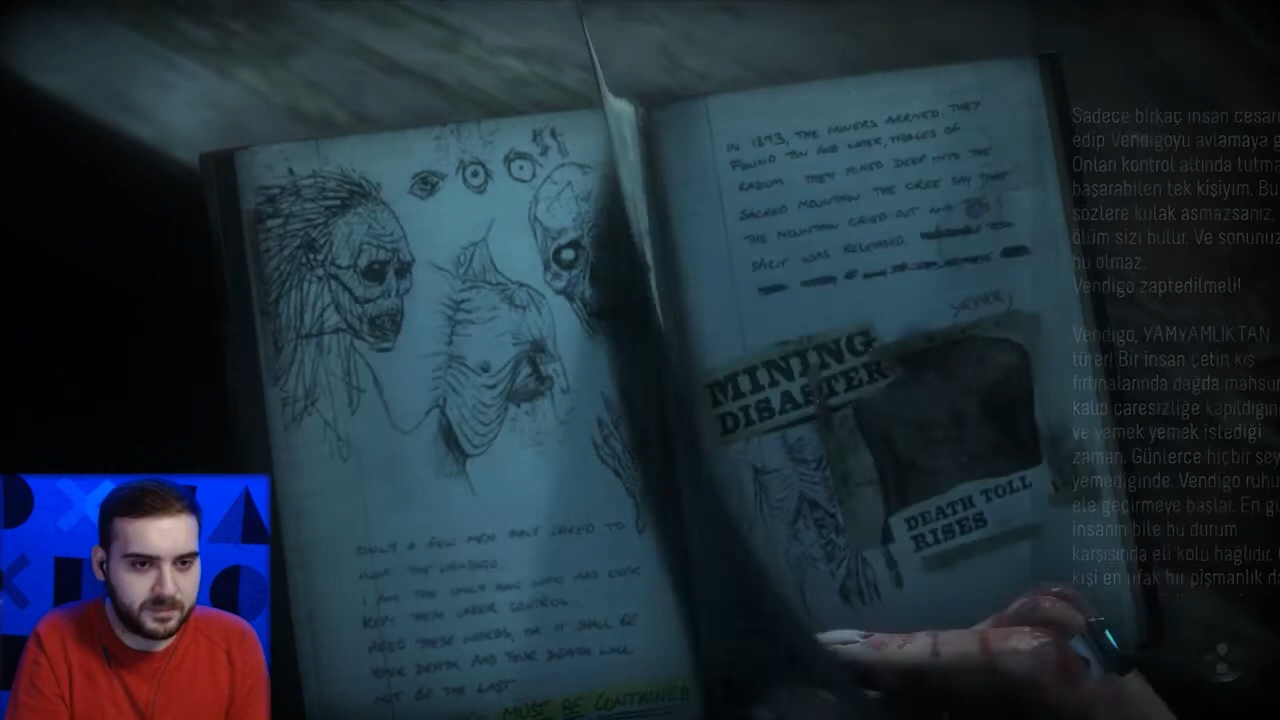 ONLY A FEW MEN HAVE DARED TO
HUNT THE WENDIGO.
I AM THE ONLY MAN WHO HAS EVER
KEPT THEM UNDER CONTROL
HEED THESE WORDS, OR IT SHALL BE
YOUR DEATH AND YOUR DEATH WILL
NOT BE THE LAST
MUST BE CONTAINED
IN 1893, THE MINERS ARRIVED. THEY
FOUND TIN AND LATER, TRACES OF
RADIUM THEY MINED DEEP INTO THE
SACRED MOUNTAIN THE CREE SAY THAT
THE MOUNTAIN CRIED OUT AND
SPIRIT WAS RELEASED.
MINING
DISASTER
DEATH TOLL
RISES
Sadece birkaç insan cesar
edip Vendigoyu avlamaya g
Onları kontrol altında tutma
başarabilen tek kişiyim. Bu
sözlere kulak asmazsanız,
ölüm sizi bulur. Ve sonunuz
bu olmaz.
Vendigo zaptedilmeli!
Vendigo, YAMYAMLIKTAN
türer! Bir insan çetin kış
fırtınalarında dağda mahsur
kalıp çaresizliğe kapıldığın
ve yemek yemek istediği
zaman. Günlerce hiçbir şey
yemediğinde. Vendigo ruhu
ele geçirmeye başlar. En g
insanın bile bu durum
karşısında eli kolu bağlıdır.
kişi en ufak bir pişmanlık d